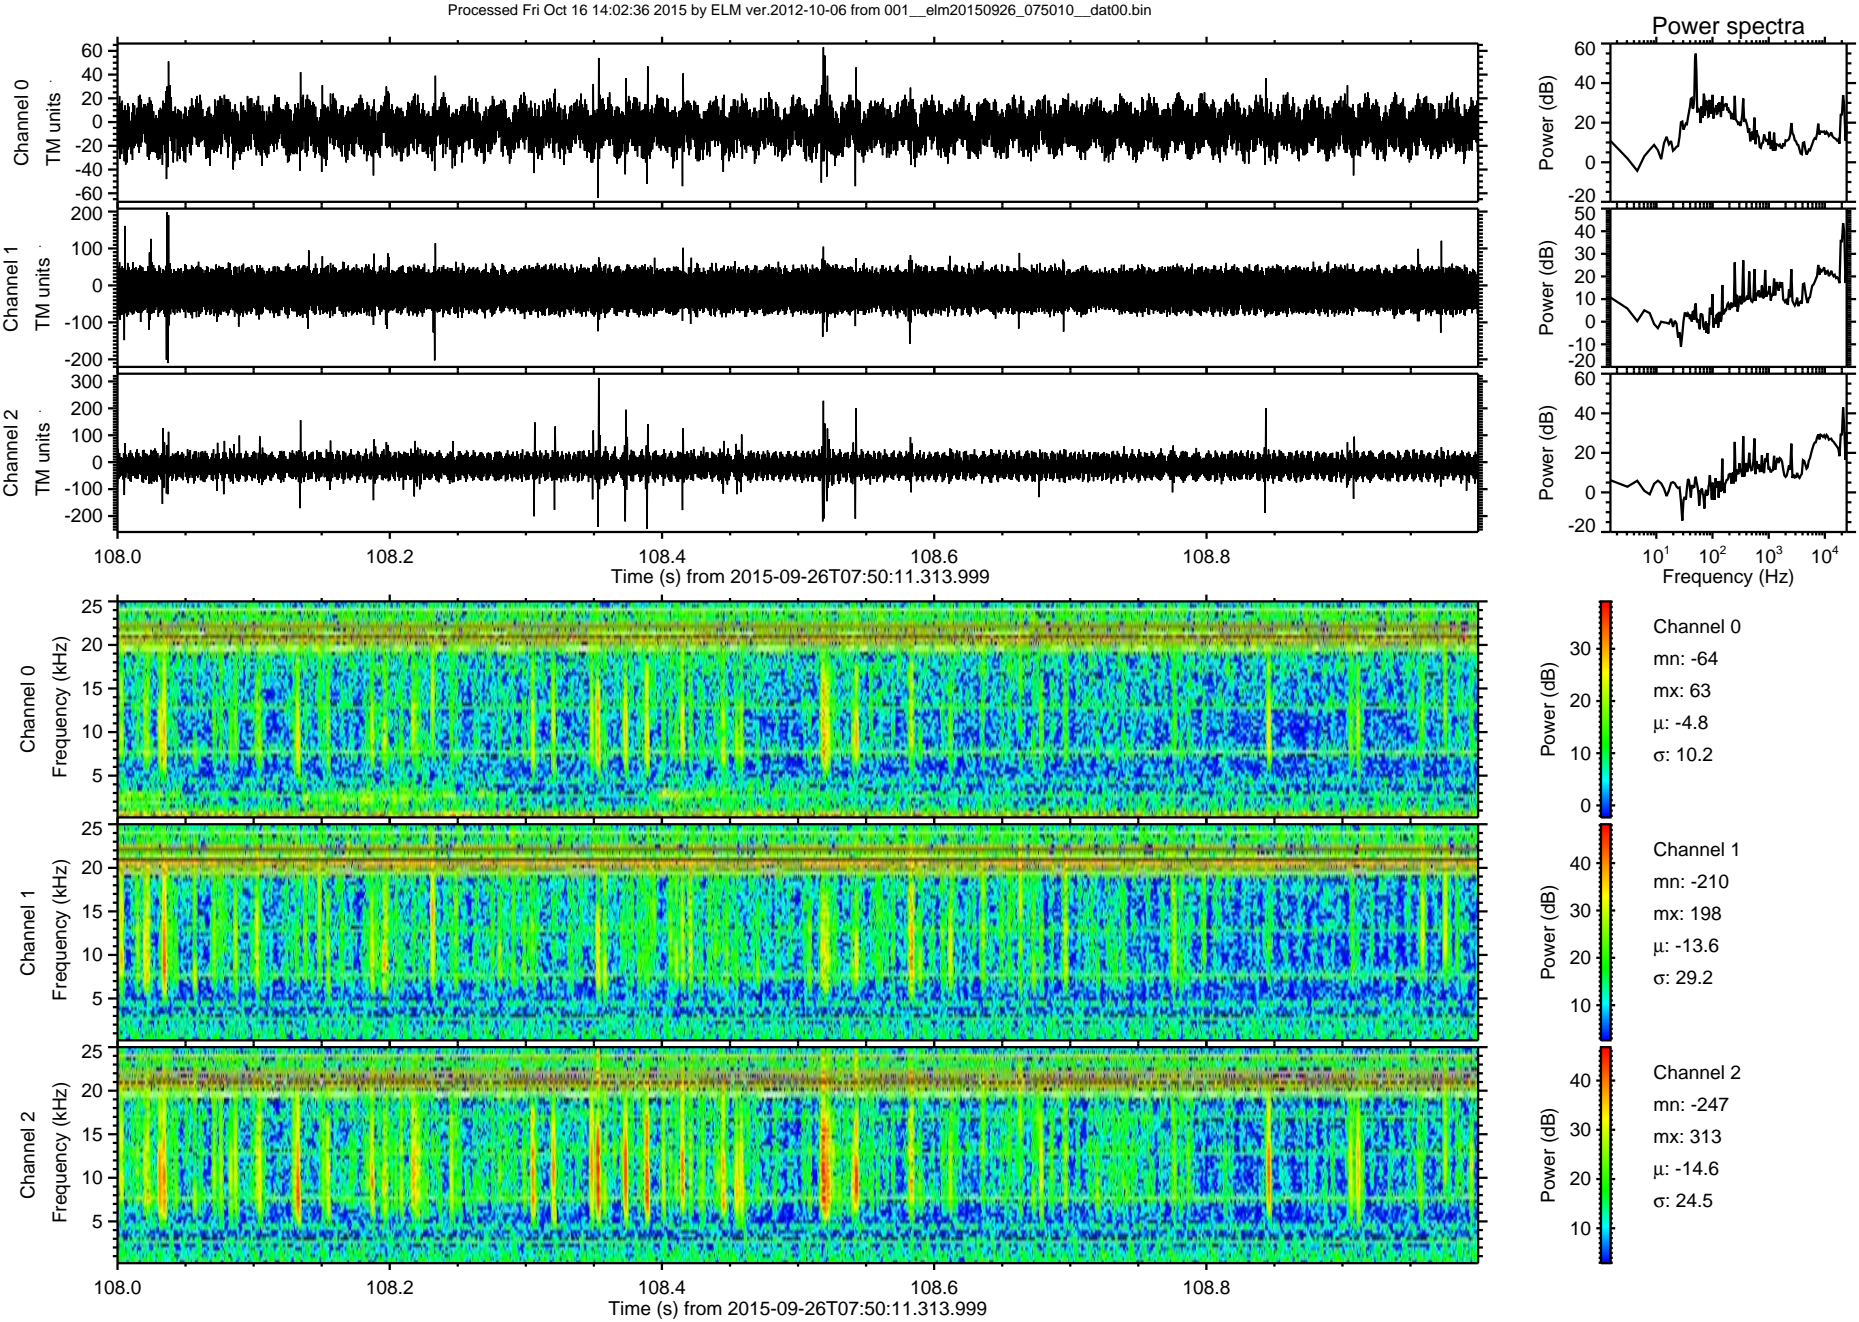 Processed Fri Oct 16 14:02:36 2015 by ELM ver.2012-10-06 from 001__elm20150926_075010__dat00.bin
Power spectra
Channel 0
TM units
60
40
20
0
-20
-40
-60
Power (dB)
60
40
20
0
-20
Channel 1
TM units
200
100
0
-100
-200
Power (dB)
50
40
30
20
10
0
-10
-20
Channel 2
TM units
300
200
100
0
-100
-200
Power (dB)
60
40
20
0
-20
108.0 108.2 108.4 108.6 108.8
Time (s) from 2015-09-26T07:50:11.313.999
10¹ 10² 10³ 10⁴
Frequency (Hz)
Channel 0
Frequency (kHz)
25
20
15
10
5
Power (dB)
30
20
10
0
Channel 0
mn: -64
mx: 63
μ: -4.8
σ: 10.2
Channel 1
Frequency (kHz)
25
20
15
10
5
Power (dB)
40
30
20
10
Channel 1
mn: -210
mx: 198
μ: -13.6
σ: 29.2
Channel 2
Frequency (kHz)
25
20
15
10
5
Power (dB)
40
30
20
10
Channel 2
mn: -247
mx: 313
μ: -14.6
σ: 24.5
108.0 108.2 108.4 108.6 108.8
Time (s) from 2015-09-26T07:50:11.313.999